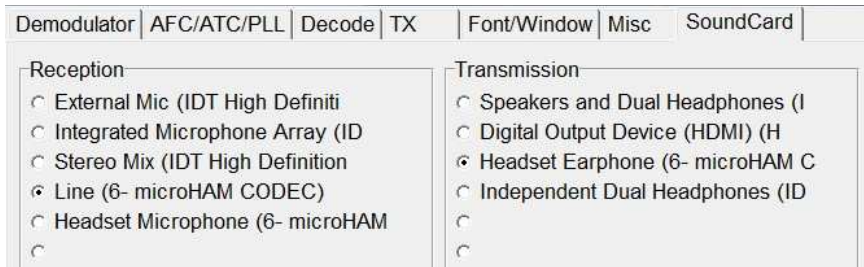 Demodulator AFC/ATC/PLL Decode TX Font/Window Misc SoundCard
Reception
External Mic (IDT High Definiti
Integrated Microphone Array (ID
Stereo Mix (IDT High Definition
Line (6- microHAM CODEC)
Headset Microphone (6- microHAM
Transmission
Speakers and Dual Headphones (I
Digital Output Device (HDMI) (H
Headset Earphone (6- microHAM C
Independent Dual Headphones (ID